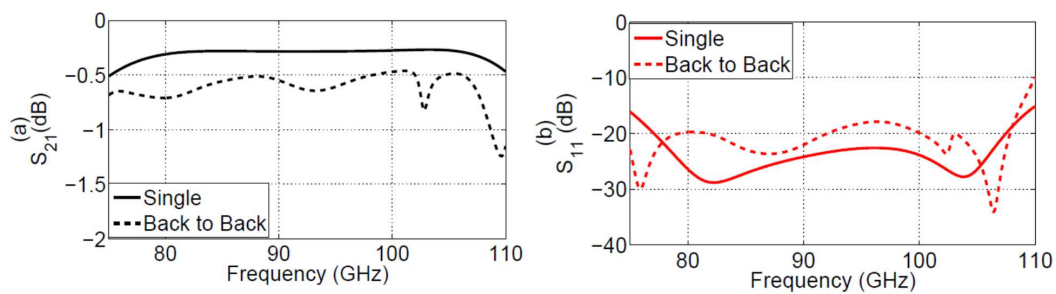 0
−0.5
−1
−1.5
−2
(a)
S21(dB)
Single
Back to Back
80 90 100 110
Frequency (GHz)
0
−10
−20
−30
−40
(b)
S11(dB)
Single
Back to Back
80 90 100 110
Frequency (GHz)